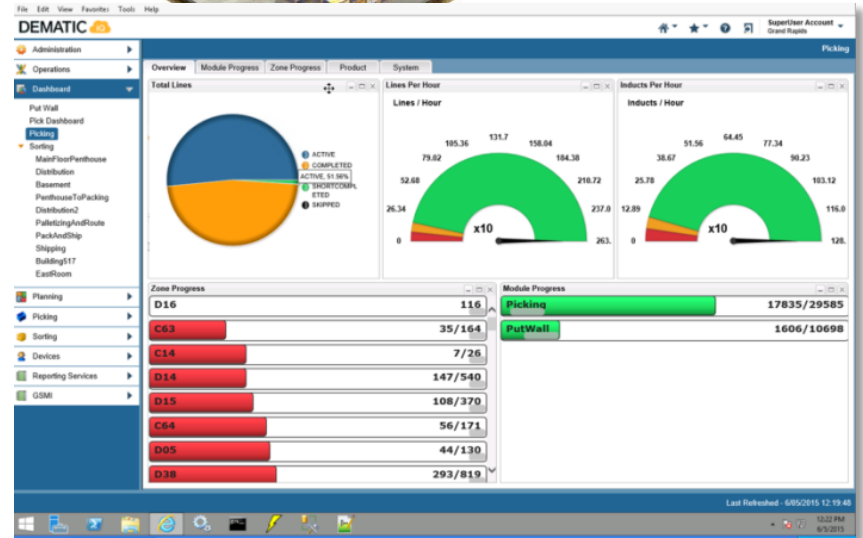 File Edit View Favorites Tools Help
DEMATIC iQ
SuperUser Account
Grand Rapids
Picking
Administration
Operations
Dashboard
Put Wall
Pick Dashboard
Picking
Sorting
MainFloorPenthouse
Distribution
Basement
PenthouseToPacking
Distribution2
PalletizingAndRoute
PackAndShip
Shipping
Building517
EastRoom
Planning
Picking
Sorting
Devices
Reporting Services
GSMI
Overview Module Progress Zone Progress Product System
Total Lines
ACTIVE
COMPLETED
ACTIVE, 51.56%
SHORTCOMPL
ETED
SKIPPED
Lines Per Hour
Lines / Hour
0
26.34
52.68
79.02
105.36
131.7
158.04
184.38
210.72
237.0
263.
x10
Inducts Per Hour
Inducts / Hour
0
12.89
25.78
38.67
51.56
64.45
77.34
90.23
103.12
116.0
128.
x10
Zone Progress
D16 116
C63 35/164
C14 7/26
D14 147/540
D15 108/370
C64 56/171
D05 44/130
D38 293/819
Module Progress
Picking 17835/29585
PutWall 1606/10698
Last Refreshed - 6/05/2015 12:19:48
12:22 PM
6/5/2015